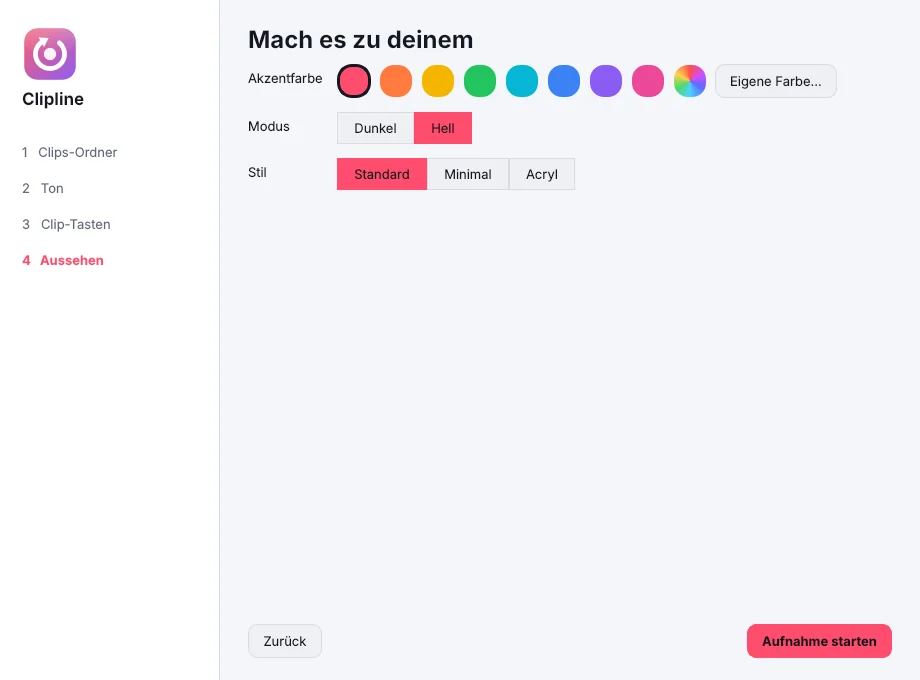 Clipline
1 Clips-Ordner
2 Ton
3 Clip-Tasten
4 Aussehen
Mach es zu deinem
Akzentfarbe
Eigene Farbe...
Modus
Dunkel
Hell
Stil
Standard
Minimal
Acryl
Zurück
Aufnahme starten